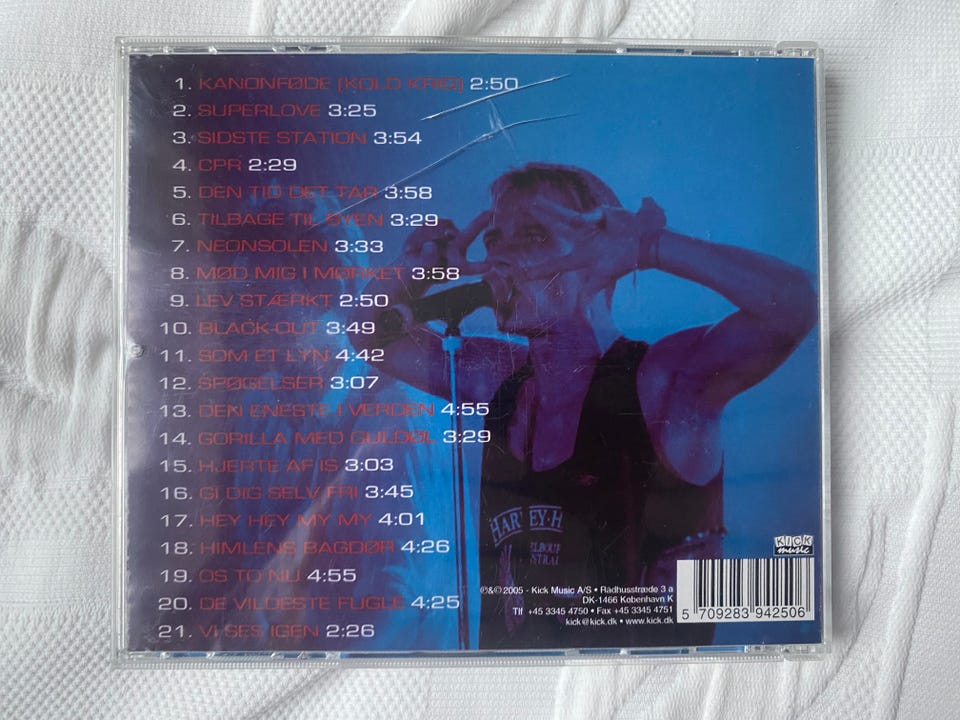 1. KANONFØDE (KOLD KRIG) 2:50
2. SUPERLOVE 3:25
3. SIDSTE STATION 3:54
4. CPR 2:29
5. DEN TID DET TAR 3:58
6. TILBAGE TIL BYEN 3:29
7. NEONSOLEN 3:33
8. MØD MIG I MØRKET 3:58
9. LEV STÆRKT 2:50
10. BLACK-OUT 3:49
11. SOM ET LYN 4:42
12. SPØGELSER 3:07
13. DEN ENESTE I VERDEN 4:55
14. GORILLA MED GULDØL 3:29
15. HJERTE AF IS 3:03
16. GI DIG SELV FRI 3:45
17. HEY HEY MY MY 4:01
18. HIMLENS BAGDØR 4:26
19. OS TO NU 4:55
20. DE VILDESTE FUGLE 4:25
21. VI SES IGEN 2:26
KICK
music
℗&© 2005 - Kick Music A/S • Rådhusstræde 3 a
DK-1466 København K
Tlf +45 3345 4750 • Fax +45 3345 4751
kick@kick.dk • www.kick.dk
5 709283 942506